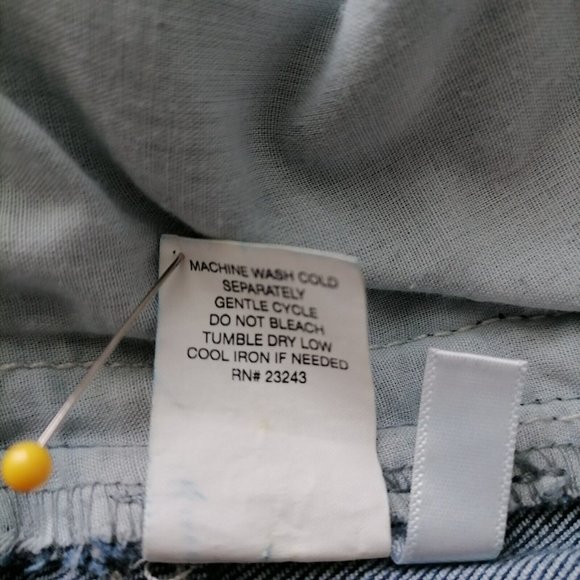 MACHINE WASH COLD
SEPARATELY
GENTLE CYCLE
DO NOT BLEACH
TUMBLE DRY LOW
COOL IRON IF NEEDED
RN# 23243